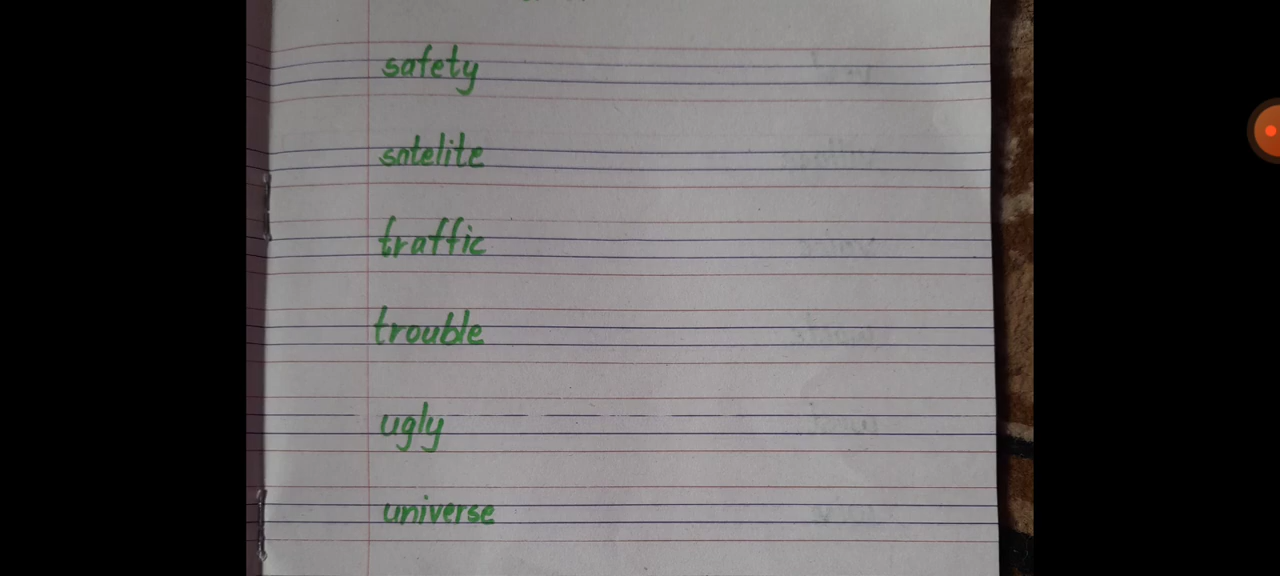 safety
satelite
traffic
trouble
ugly
universe